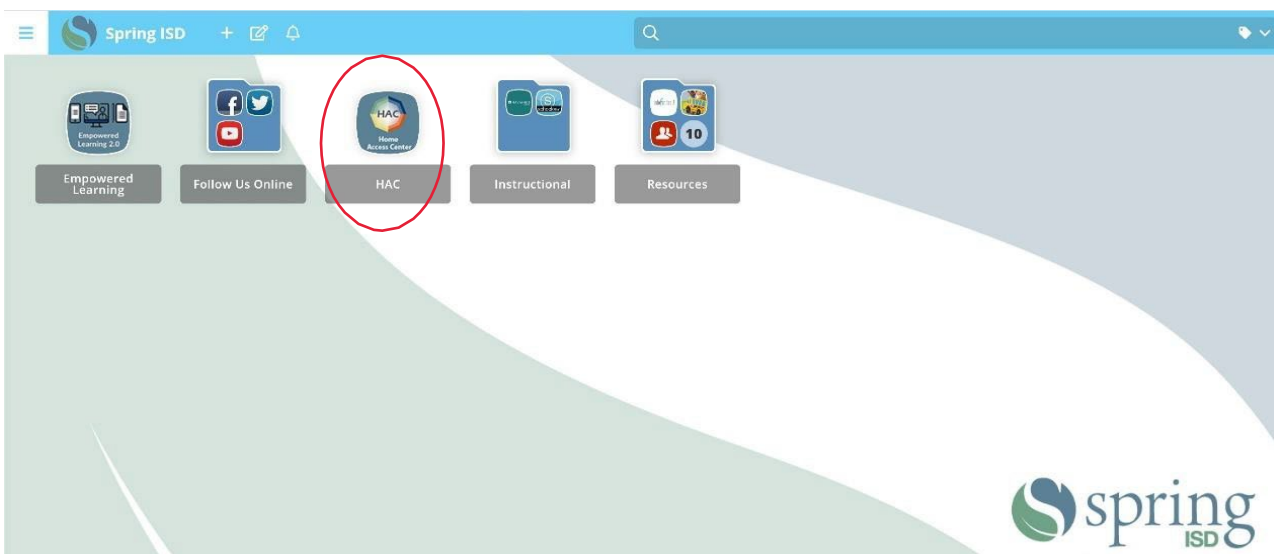 Spring ISD
Empowered
Learning 2.0
HAC
Home
Access Center
10
Empowered
Learning
Follow Us Online
HAC
Instructional
Resources
spring
ISD